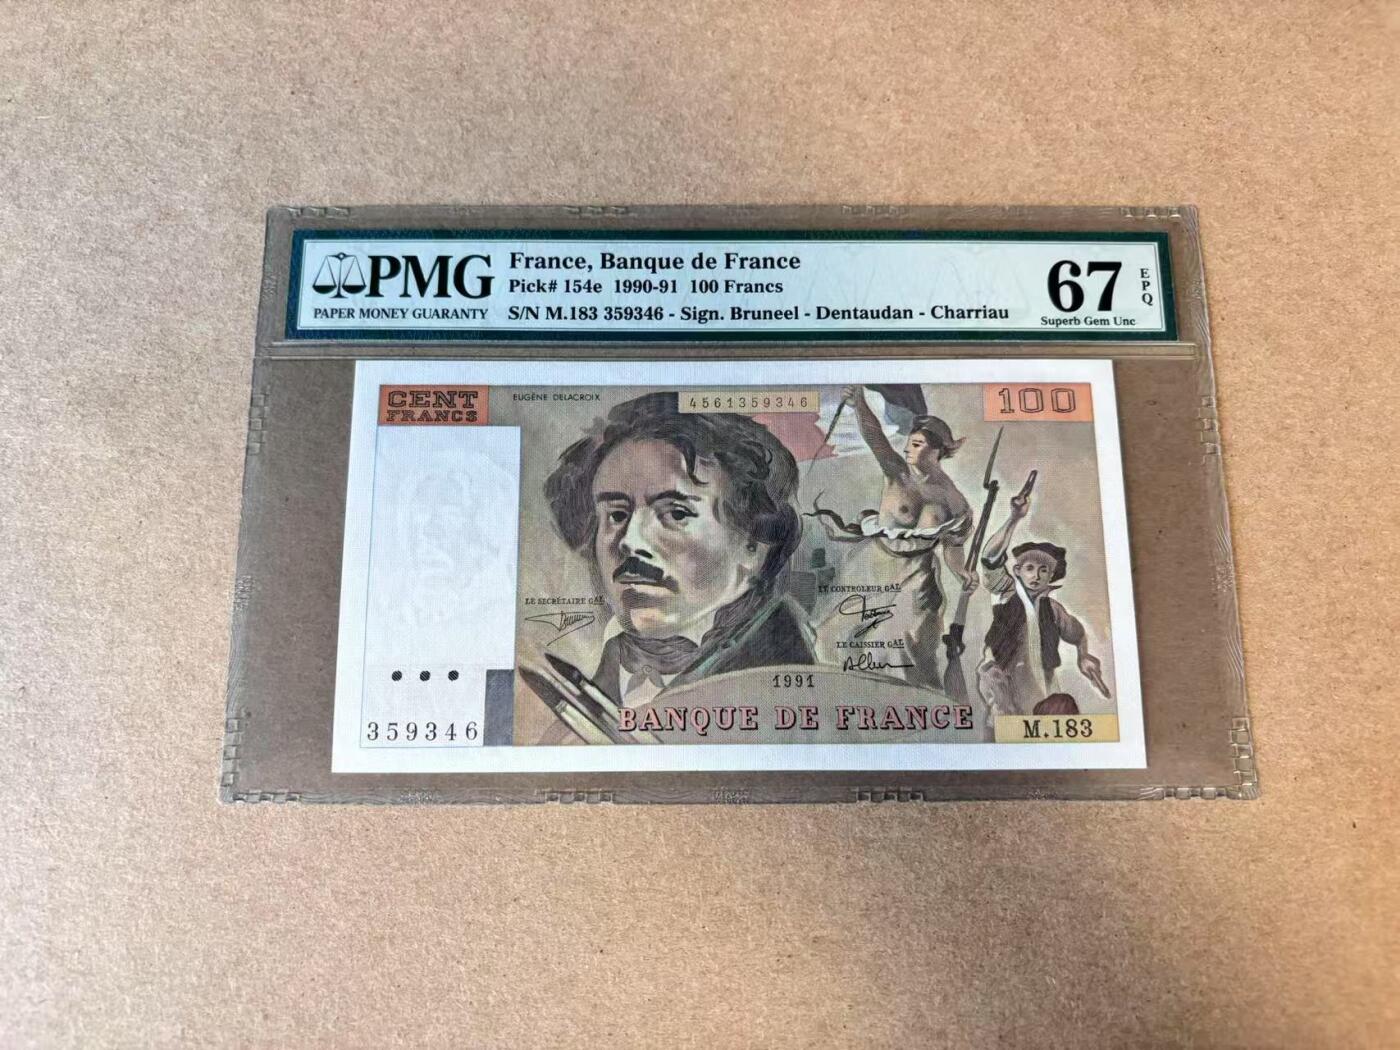 PMG
PAPER MONEY GUARANTY
France, Banque de France
Pick# 154e 1990-91 100 Francs
S/N M.183 359346 - Sign. Bruneel - Dentaudan - Charriau
67
EPQ
Superb Gem Unc
CENT
FRANCS
EUGÈNE DELACROIX
4561359346
100
LE SECRÉTAIRE GAL
LE CONTROLEUR GAL
LE CAISSIER GAL
1991
BANQUE DE FRANCE
359346
M.183